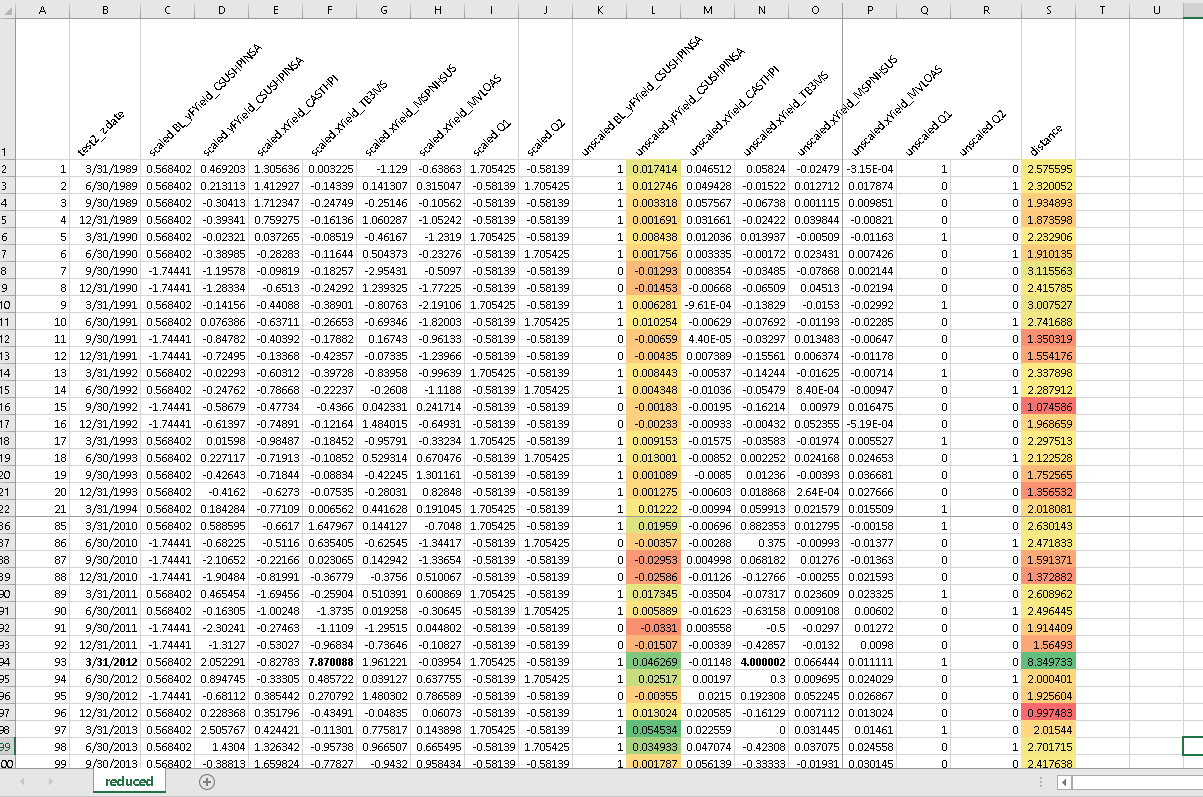 A B C D E F G H I J K L M N O P Q R S T U
1 test2_zdate scaled.BL_yFYield_CSUSHPINSA scaled.yFYield_CSUSHPINSA scaled.xYield_CASTHPI scaled.xYield_TB3MS scaled.xYield_MSPNHSUS scaled.xYield_MVLOAS scaled.Q1 scaled.Q2 unscaled.BL_yFYield_CSUSHPINSA unscaled.yFYield_CSUSHPINSA unscaled.xYield_CASTHPI unscaled.xYield_TB3MS unscaled.xYield_MSPNHSUS unscaled.xYield_MVLOAS unscaled.Q1 unscaled.Q2 distance
2 1 3/31/1989 0.568402 0.469203 1.305636 0.003225 -1.129 -0.63863 1.705425 -0.58139 1 0.017414 0.046512 0.05824 -0.02479 -3.15E-04 1 0 2.575595
3 2 6/30/1989 0.568402 0.213113 1.412927 -0.14339 0.141307 0.315047 -0.58139 1.705425 1 0.012746 0.049428 -0.01522 0.012712 0.017874 0 1 2.320052
4 3 9/30/1989 0.568402 -0.30413 1.712347 -0.24749 -0.25146 -0.10562 -0.58139 -0.58139 1 0.003318 0.057567 -0.06738 0.001115 0.009851 0 0 1.934893
5 4 12/31/1989 0.568402 -0.39341 0.759275 -0.16136 1.060287 -1.05242 -0.58139 -0.58139 1 0.001691 0.031661 -0.02422 0.039844 -0.00821 0 0 1.873598
6 5 3/31/1990 0.568402 -0.02321 0.037265 -0.08519 -0.46167 -1.2319 1.705425 -0.58139 1 0.008438 0.012036 0.013937 -0.00509 -0.01163 1 0 2.232906
7 6 6/30/1990 0.568402 -0.38985 -0.28283 -0.11644 0.504373 -0.23276 -0.58139 1.705425 1 0.001756 0.003335 -0.00172 0.023431 0.007426 0 1 1.910135
8 7 9/30/1990 -1.74441 -1.19578 -0.09819 -0.18257 -2.95431 -0.5097 -0.58139 -0.58139 0 -0.01293 0.008354 -0.03485 -0.07868 0.002144 0 0 3.115563
9 8 12/31/1990 -1.74441 -1.28334 -0.6513 -0.24292 1.239325 -1.77225 -0.58139 -0.58139 0 -0.01453 -0.00668 -0.06509 0.04513 -0.02194 0 0 2.415785
10 9 3/31/1991 0.568402 -0.14156 -0.44088 -0.38901 -0.80763 -2.19106 1.705425 -0.58139 1 0.006281 -9.61E-04 -0.13829 -0.0153 -0.02992 1 0 3.007527
11 10 6/30/1991 0.568402 0.076386 -0.63711 -0.26653 -0.69346 -1.82003 -0.58139 1.705425 1 0.010254 -0.00629 -0.07692 -0.01193 -0.02285 0 1 2.741688
12 11 9/30/1991 -1.74441 -0.84782 -0.40392 -0.17882 0.16743 -0.96133 -0.58139 -0.58139 0 -0.00659 4.40E-05 -0.03297 0.013483 -0.00647 0 0 1.350319
13 12 12/31/1991 -1.74441 -0.72495 -0.13368 -0.42357 -0.07335 -1.23966 -0.58139 -0.58139 0 -0.00435 0.007389 -0.15561 0.006374 -0.01178 0 0 1.554176
14 13 3/31/1992 0.568402 -0.02293 -0.60312 -0.39728 -0.83958 -0.99639 1.705425 -0.58139 1 0.008443 -0.00537 -0.14244 -0.01625 -0.00714 1 0 2.337898
15 14 6/30/1992 0.568402 -0.24762 -0.78668 -0.22237 -0.2608 -1.1188 -0.58139 1.705425 1 0.004348 -0.01036 -0.05479 8.40E-04 -0.00947 0 1 2.287912
16 15 9/30/1992 -1.74441 -0.58679 -0.47734 -0.4366 0.042331 0.241714 -0.58139 -0.58139 0 -0.00183 -0.00195 -0.16214 0.00979 0.016475 0 0 1.074586
17 16 12/31/1992 -1.74441 -0.61397 -0.74891 -0.12164 1.484015 -0.64931 -0.58139 -0.58139 0 -0.00233 -0.00933 -0.00432 0.052355 -5.19E-04 0 0 1.968659
18 17 3/31/1993 0.568402 0.01598 -0.98487 -0.18452 -0.95791 -0.33234 1.705425 -0.58139 1 0.009153 -0.01575 -0.03583 -0.01974 0.005527 1 0 2.297513
19 18 6/30/1993 0.568402 0.227117 -0.71913 -0.10852 0.529314 0.670476 -0.58139 1.705425 1 0.013001 -0.00852 0.002252 0.024168 0.024653 0 1 2.122528
20 19 9/30/1993 0.568402 -0.42643 -0.71844 -0.08834 -0.42245 1.301161 -0.58139 -0.58139 1 0.001089 -0.0085 0.01236 -0.00393 0.036681 0 0 1.752565
21 20 12/31/1993 0.568402 -0.4162 -0.6273 -0.07535 -0.28031 0.82848 -0.58139 -0.58139 1 0.001275 -0.00603 0.018868 2.64E-04 0.027666 0 0 1.356532
22 21 3/31/1994 0.568402 0.184284 -0.77109 0.006562 0.441628 0.191045 1.705425 -0.58139 1 0.01222 -0.00994 0.059913 0.021579 0.015509 1 0 2.018081
86 85 3/31/2010 0.568402 0.588595 -0.6617 1.647967 0.144127 -0.7048 1.705425 -0.58139 1 0.01959 -0.00696 0.882353 0.012795 -0.00158 1 0 2.630143
87 86 6/30/2010 -1.74441 -0.68225 -0.5116 0.635405 -0.62545 -1.34417 -0.58139 1.705425 0 -0.00357 -0.00288 0.375 -0.00993 -0.01377 0 1 2.471833
88 87 9/30/2010 -1.74441 -2.10652 -0.22166 0.023065 0.142942 -1.33654 -0.58139 -0.58139 0 -0.02953 0.004998 0.068182 0.01276 -0.01363 0 0 1.591371
89 88 12/31/2010 -1.74441 -1.90484 -0.81991 -0.36779 -0.3756 0.510067 -0.58139 -0.58139 0 -0.02586 -0.01126 -0.12766 -0.00255 0.021593 0 0 1.372882
90 89 3/31/2011 0.568402 0.465454 -1.69456 -0.25904 0.510391 0.600869 1.705425 -0.58139 1 0.017345 -0.03504 -0.07317 0.023609 0.023325 1 0 2.608962
91 90 6/30/2011 0.568402 -0.16305 -1.00248 -1.3735 0.019258 -0.30645 -0.58139 1.705425 1 0.005889 -0.01623 -0.63158 0.009108 0.00602 0 1 2.496445
92 91 9/30/2011 -1.74441 -2.30241 -0.27463 -1.1109 -1.29515 0.044802 -0.58139 -0.58139 0 -0.0331 0.003558 -0.5 -0.0297 0.01272 0 0 1.914409
93 92 12/31/2011 -1.74441 -1.3127 -0.53027 -0.96834 -0.73646 -0.10827 -0.58139 -0.58139 0 -0.01507 -0.00339 -0.42857 -0.0132 0.0098 0 0 1.56493
94 93 3/31/2012 0.568402 2.052291 -0.82783 7.870088 1.961221 -0.03954 1.705425 -0.58139 1 0.046269 -0.01148 4.000002 0.066444 0.011111 1 0 8.349733
95 94 6/30/2012 0.568402 0.894745 -0.33305 0.485722 0.039127 0.637755 -0.58139 1.705425 1 0.02517 0.00197 0.3 0.009695 0.024029 0 1 2.000401
96 95 9/30/2012 -1.74441 -0.68112 0.385442 0.270792 1.480302 0.786589 -0.58139 -0.58139 0 -0.00355 0.0215 0.192308 0.052245 0.026867 0 0 1.925604
97 96 12/31/2012 0.568402 0.228368 0.351796 -0.43491 -0.04835 0.06073 -0.58139 -0.58139 1 0.013024 0.020585 -0.16129 0.007112 0.013024 0 0 0.997483
98 97 3/31/2013 0.568402 2.505767 0.424421 -0.11301 0.775817 0.143898 1.705425 -0.58139 1 0.054534 0.022559 0 0.031445 0.01461 1 0 2.01544
99 98 6/30/2013 0.568402 1.4304 1.326342 -0.95738 0.966507 0.665495 -0.58139 1.705425 1 0.034933 0.047074 -0.42308 0.037075 0.024558 0 1 2.701715
00 99 9/30/2013 0.568402 -0.38813 1.659824 -0.77827 -0.9432 0.958434 -0.58139 -0.58139 1 0.001787 0.056139 -0.33333 -0.01931 0.030145 0 0 2.417638
reduced